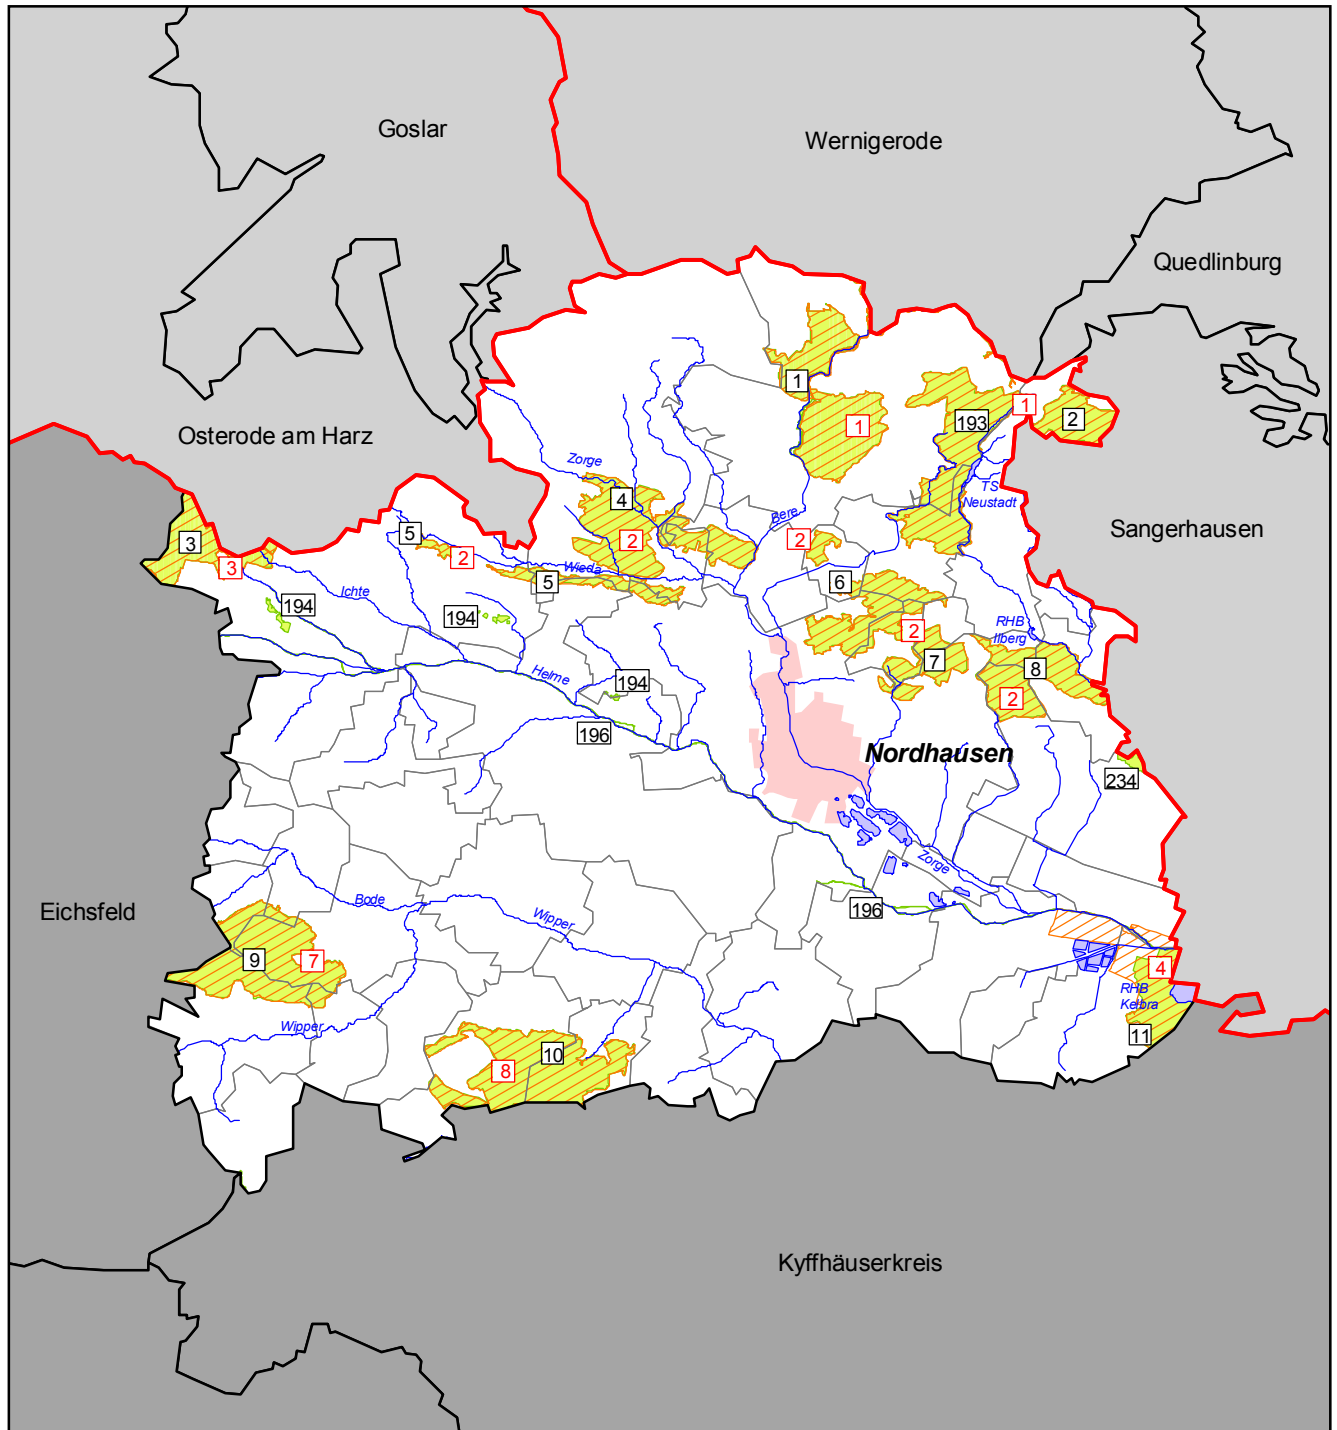 Goslar
Wernigerode
Quedlinburg
1
1
1
2
193
Osterode am Harz
Zorge
4
TS
Neustadt
Bere
Sangerhausen
5
2
2
2
3
3
Wieda
5
6
Ichte
194
194
2
RHB
Ilberg
7
8
Helme
194
2
196
Nordhausen
234
Zorge
Bode
Wipper
196
Eichsfeld
9
7
4
RHB
Kelbra
Wipper
10
8
11
Kyffhäuserkreis